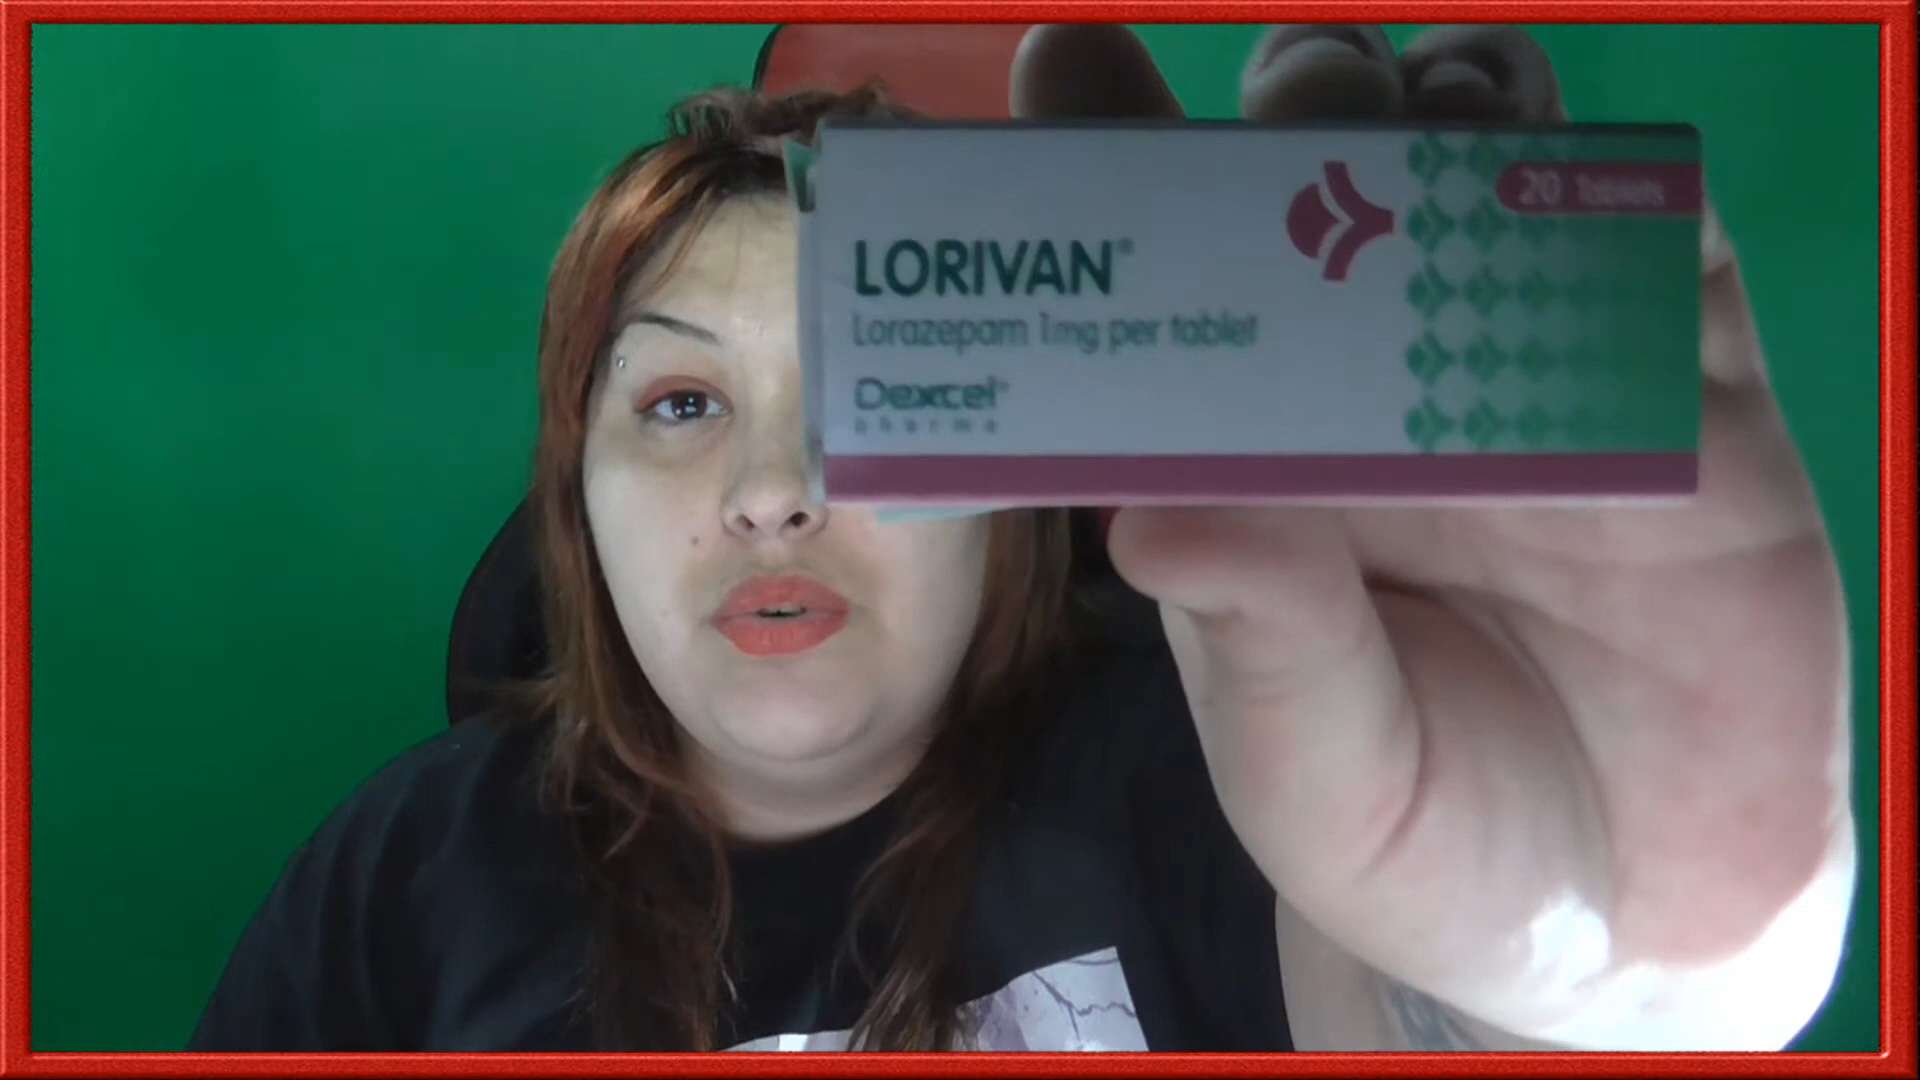 20 Tablets
LORIVAN®
Lorazepam 1mg per tablet
Dexcel®
pharma